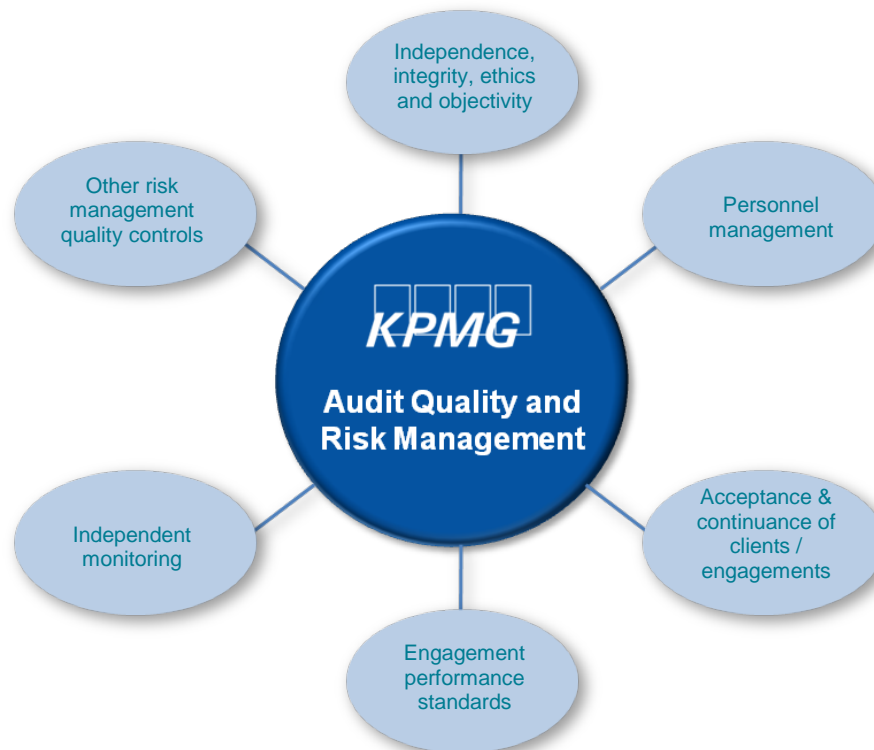 Independence,
integrity, ethics
and objectivity
Other risk
management
quality controls
Personnel
management
KPMG
Audit Quality and
Risk Management
Independent
monitoring
Acceptance &
continuance of
clients /
engagements
Engagement
performance
standards